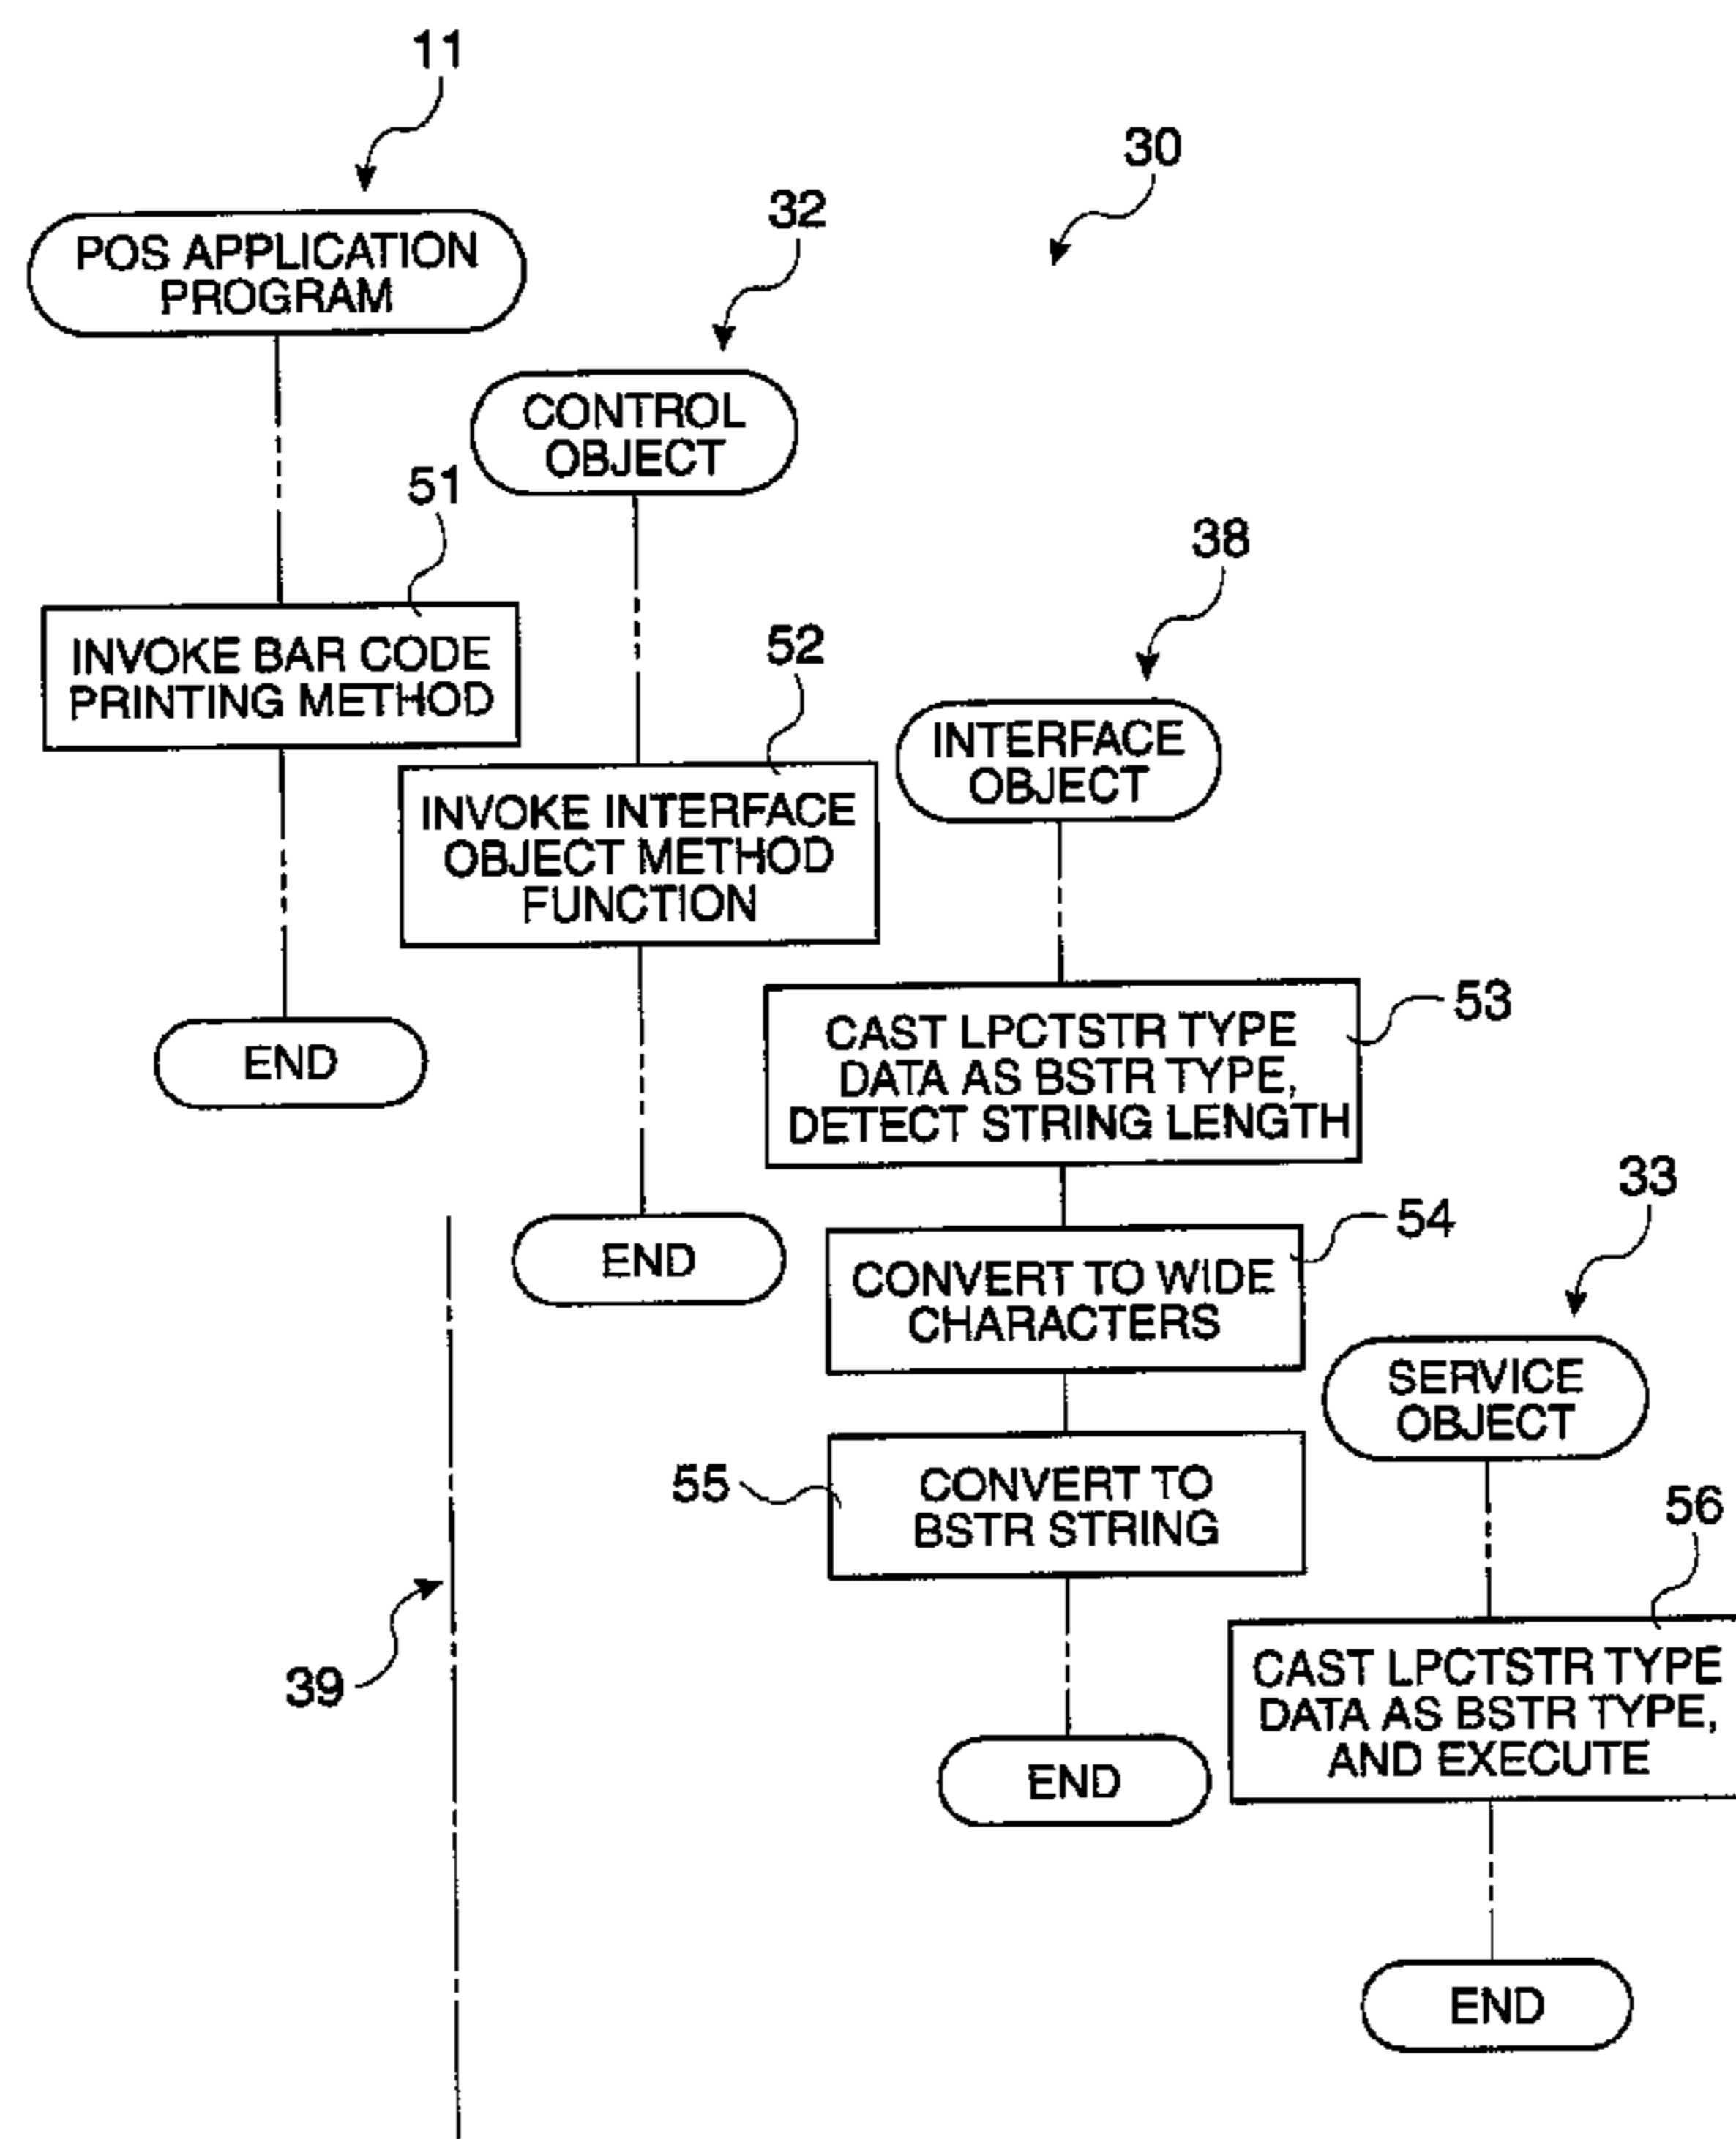 11
30
32
POS APPLICATION
PROGRAM
CONTROL
OBJECT
51
38
52
INVOKE BAR CODE
PRINTING METHOD
INTERFACE
OBJECT
INVOKE INTERFACE
OBJECT METHOD
FUNCTION
53
CAST LPCTSTR TYPE
DATA AS BSTR TYPE,
DETECT STRING LENGTH
END
33
54
END
CONVERT TO WIDE
CHARACTERS
SERVICE
OBJECT
55
CONVERT TO
BSTR STRING
56
39
CAST LPCTSTR TYPE
DATA AS BSTR TYPE,
AND EXECUTE
END
END